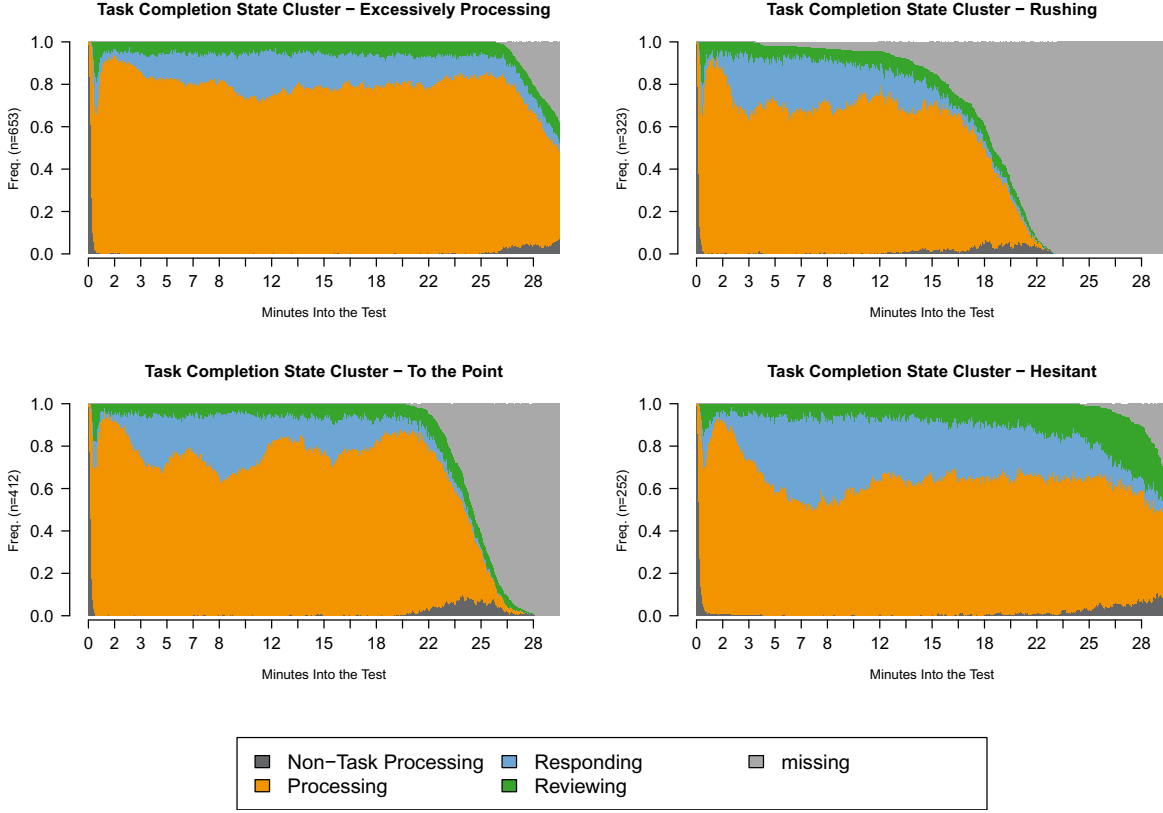 Task Completion State Cluster − Excessively Processing
Freq. (n=653)
1.0
0.8
0.6
0.4
0.2
0.0
0 2 3 5 7 8 12 15 18 22 25 28
Minutes Into the Test
Task Completion State Cluster − Rushing
Freq. (n=323)
1.0
0.8
0.6
0.4
0.2
0.0
0 2 3 5 7 8 12 15 18 22 25 28
Minutes Into the Test
Task Completion State Cluster − To the Point
Freq. (n=412)
1.0
0.8
0.6
0.4
0.2
0.0
0 2 3 5 7 8 12 15 18 22 25 28
Minutes Into the Test
Task Completion State Cluster − Hesitant
Freq. (n=252)
1.0
0.8
0.6
0.4
0.2
0.0
0 2 3 5 7 8 12 15 18 22 25 28
Minutes Into the Test
Non−Task Processing Responding missing
Processing Reviewing